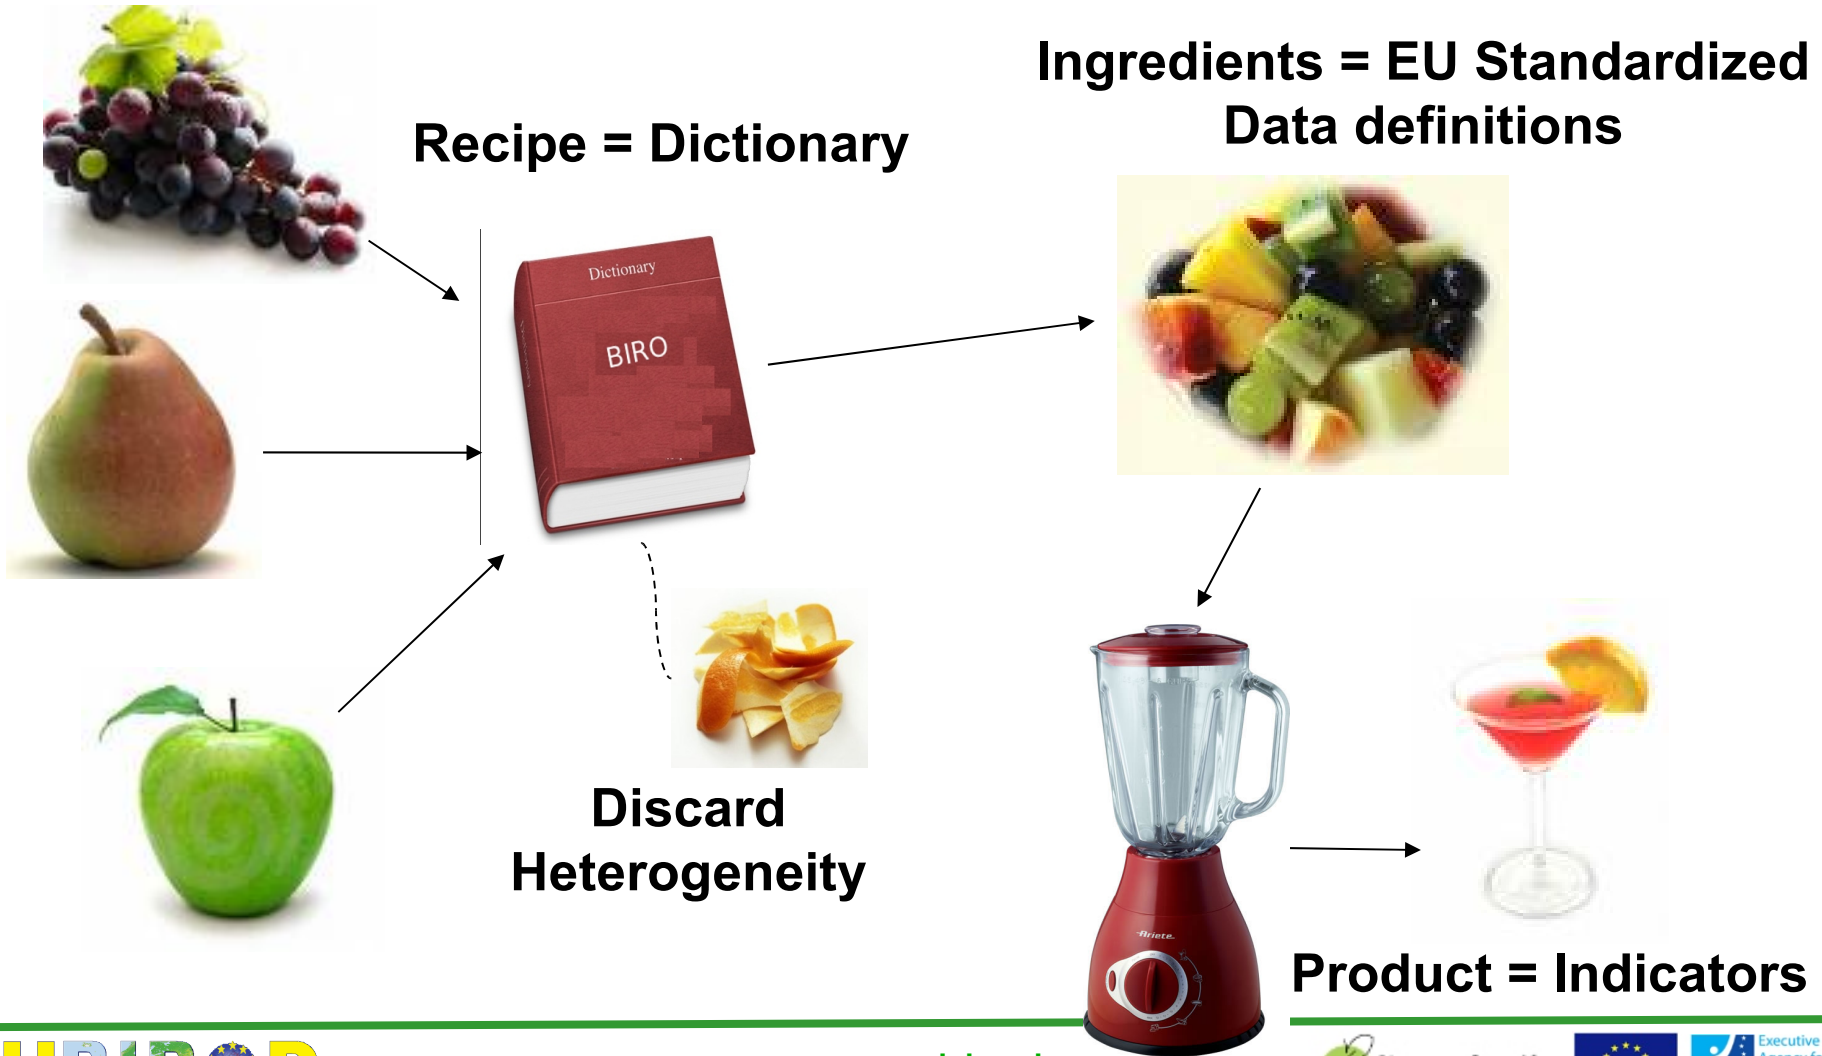 Ingredients = EU Standardized
Data definitions
Recipe = Dictionary
Dictionary
BIRO
Discard
Heterogeneity
Ariete
Product = Indicators
Executive